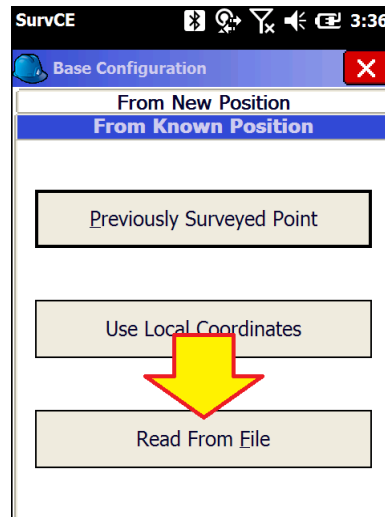 SurvCE 3:36
Base Configuration
From New Position
From Known Position
Previously Surveyed Point
Use Local Coordinates
Read From File